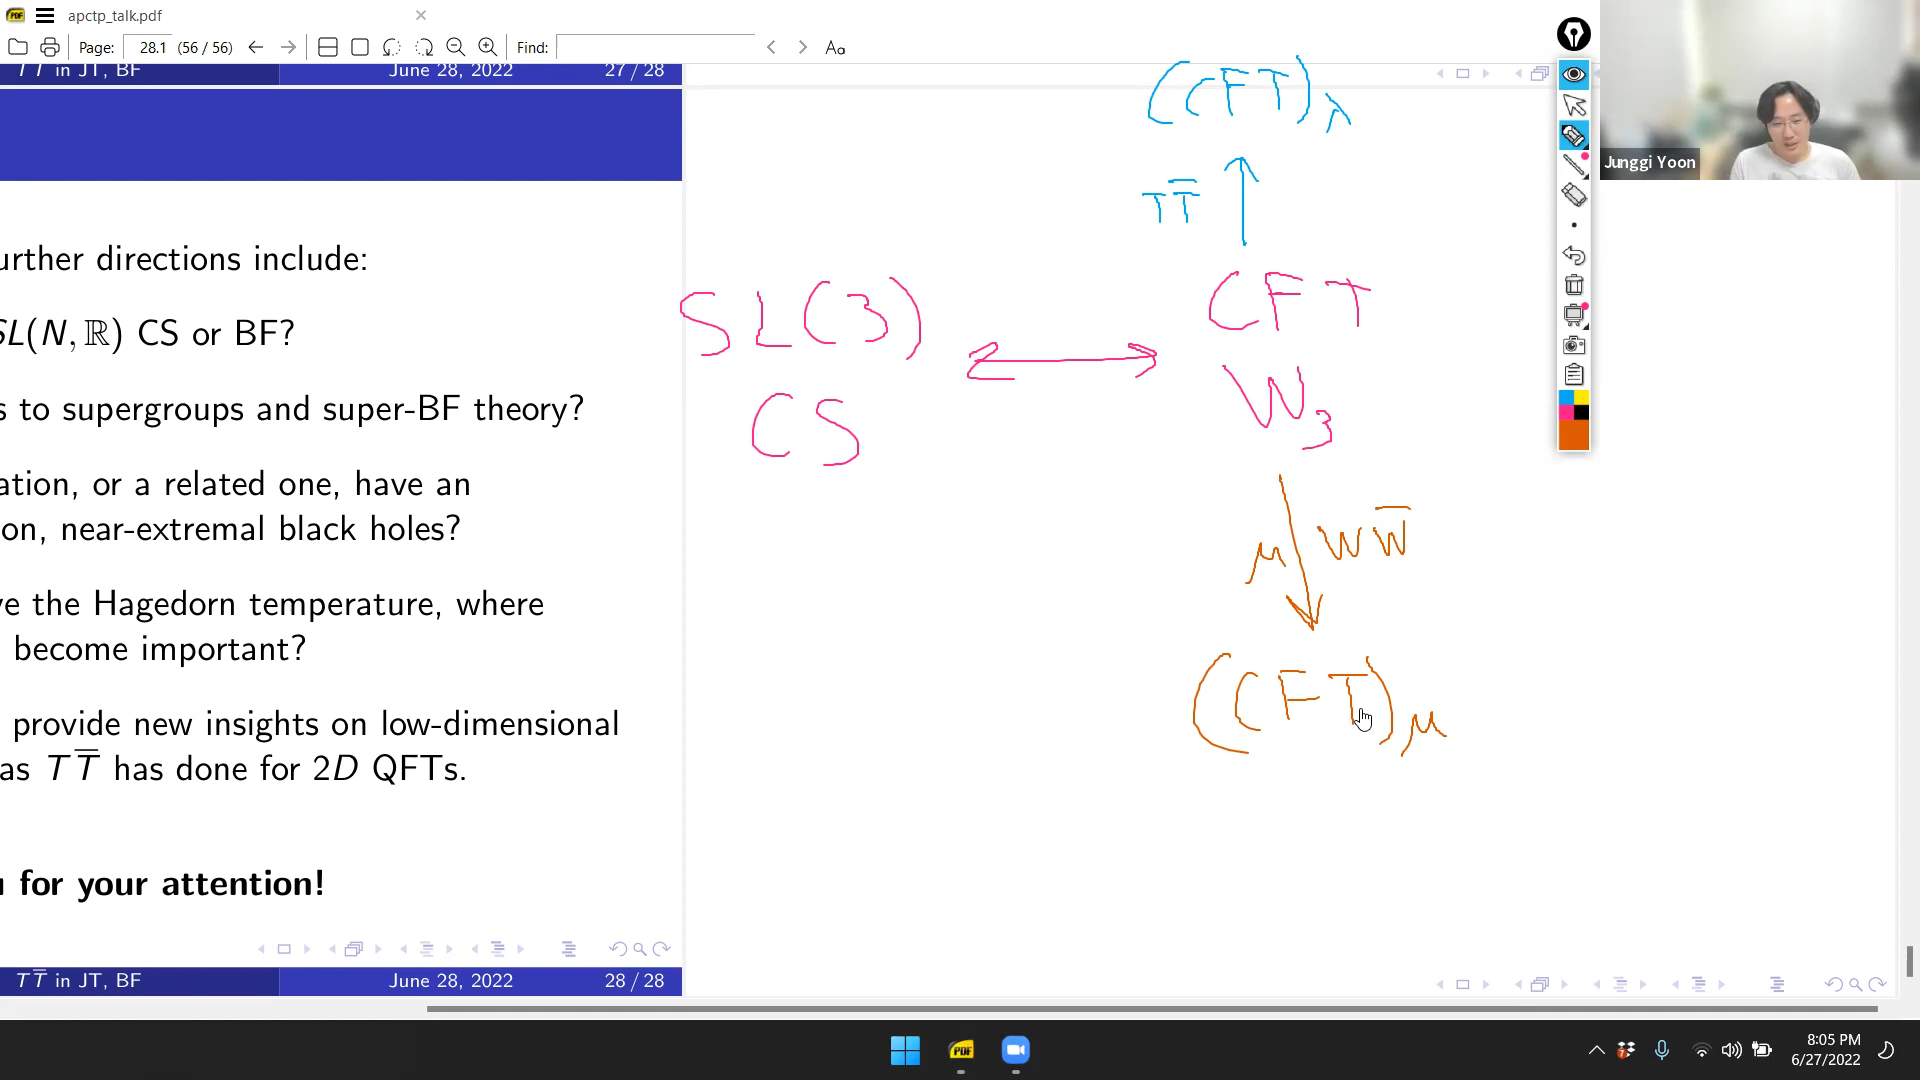 apctp_talk.pdf
Page: 28.1 (56 / 56) Find: Aa
TT̅ in JT, BF June 28, 2022 27 / 28
urther directions include:
SL(N, ℝ) CS or BF?
s to supergroups and super-BF theory?
ation, or a related one, have an
on, near-extremal black holes?
ve the Hagedorn temperature, where
become important?
provide new insights on low-dimensional
as TT̅ has done for 2D QFTs.
u for your attention!
TT̅ in JT, BF June 28, 2022 28 / 28
(CFT)λ
TT̅
SL(3)
CS
CFT
W3
μ WW̅
(CFT)μ
Junggi Yoon
PDF
8:05 PM
6/27/2022